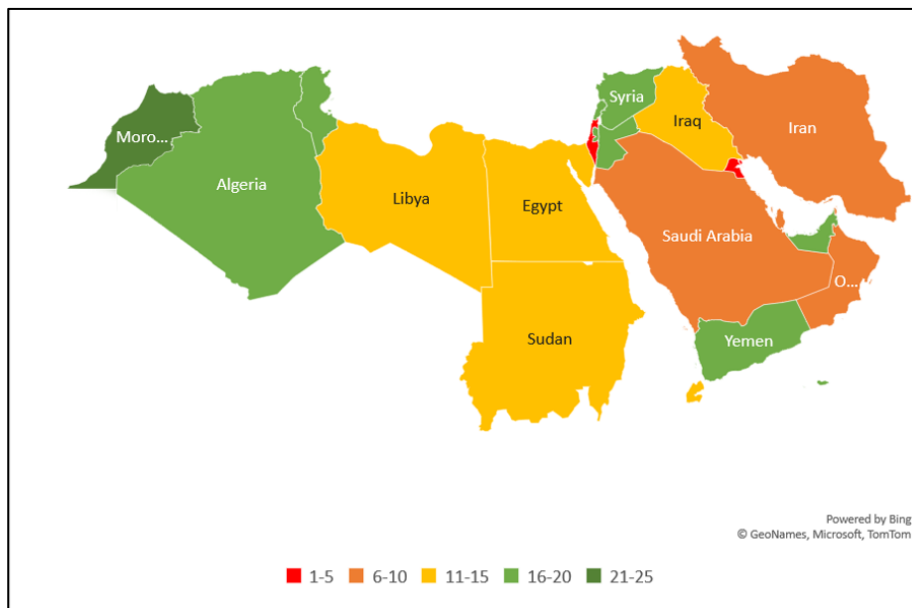 Syria
Iraq
Iran
Moro...
Algeria
Libya
Egypt
Saudi Arabia
O...
Sudan
Yemen
Powered by Bing
© GeoNames, Microsoft, TomTom
1-5 6-10 11-15 16-20 21-25